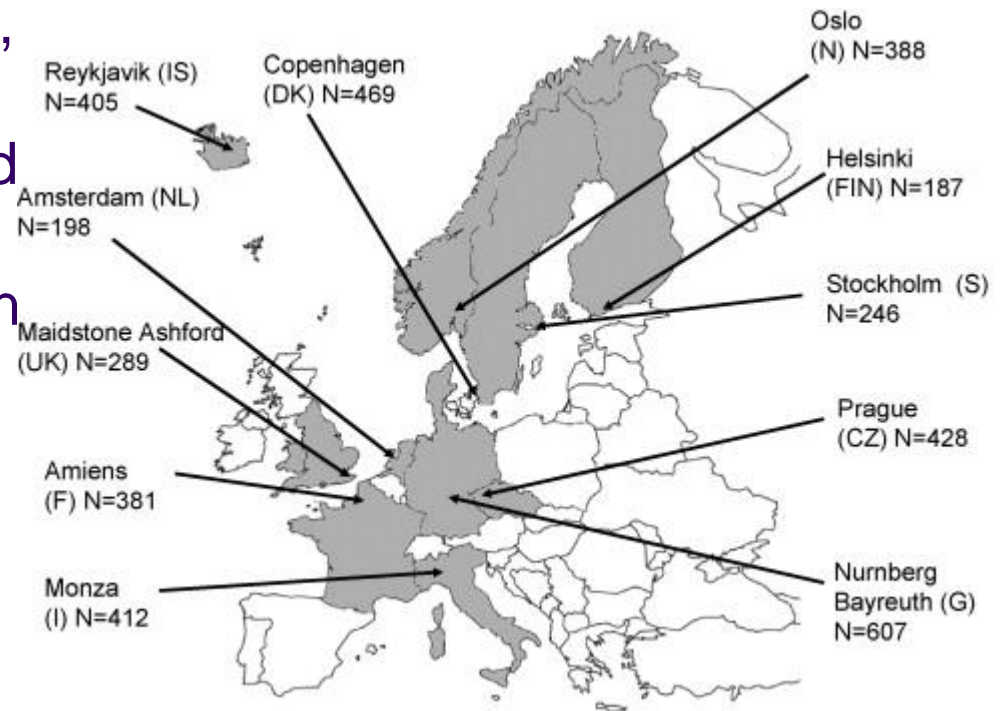 ,
d
n
Reykjavik (IS)
N=405
Copenhagen
(DK) N=469
Oslo
(N) N=388
Amsterdam (NL)
N=198
Helsinki
(FIN) N=187
Maidstone Ashford
(UK) N=289
Stockholm (S)
N=246
Amiens
(F) N=381
Prague
(CZ) N=428
Monza
(I) N=412
Nurnberg
Bayreuth (G)
N=607